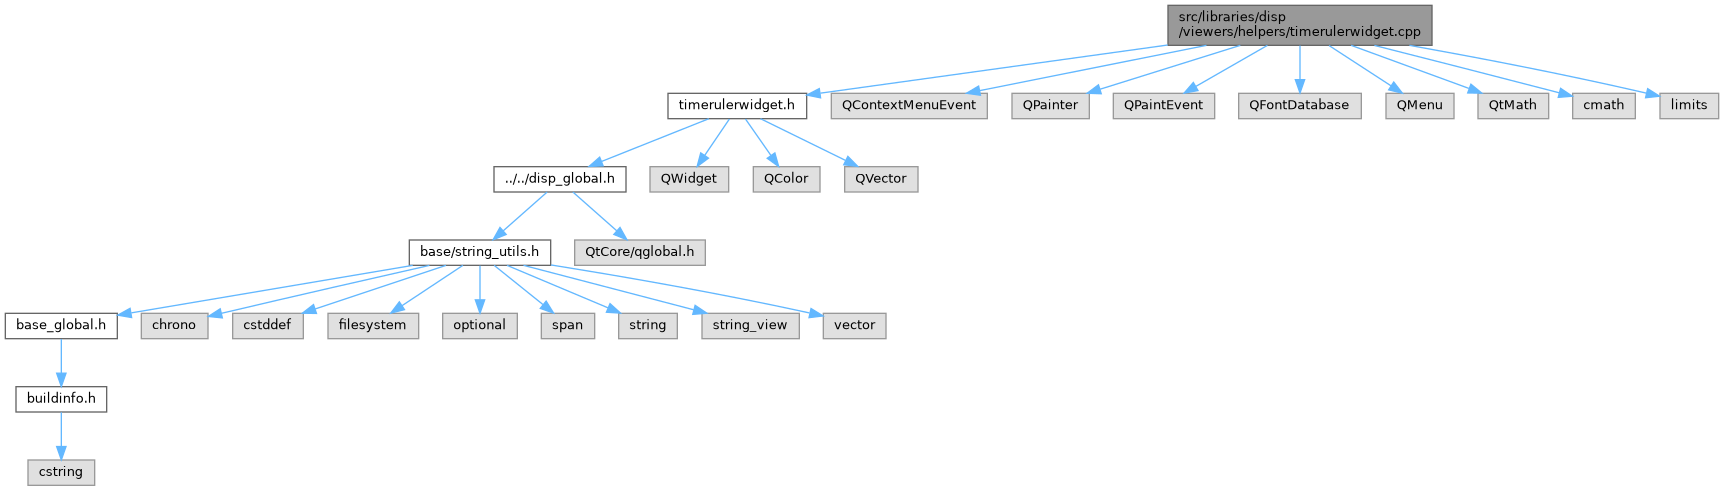 src/libraries/disp
/viewers/helpers/timerulerwidget.cpp
timerulerwidget.h
QContextMenuEvent
QPainter
QPaintEvent
QFontDatabase
QMenu
QtMath
cmath
limits
../../disp_global.h
QWidget
QColor
QVector
base/string_utils.h
QtCore/qglobal.h
base_global.h
chrono
cstddef
filesystem
optional
span
string
string_view
vector
buildinfo.h
cstring